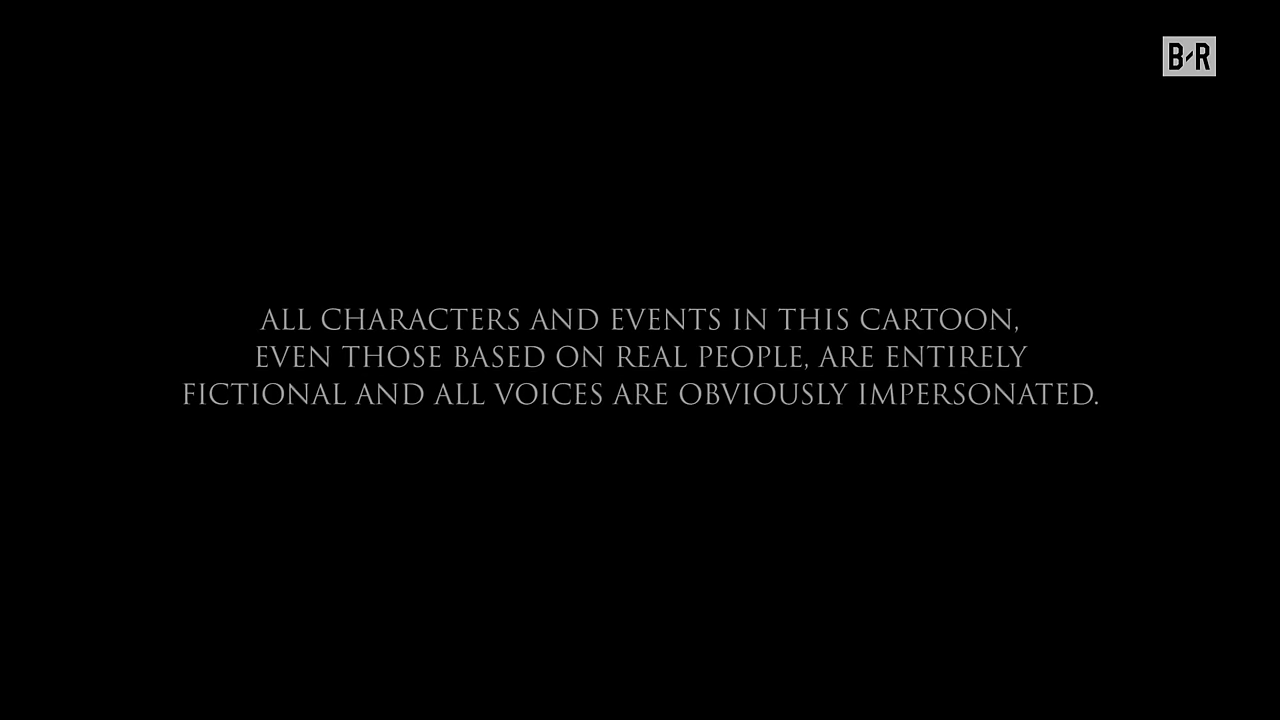 B/R
ALL CHARACTERS AND EVENTS IN THIS CARTOON,
EVEN THOSE BASED ON REAL PEOPLE, ARE ENTIRELY
FICTIONAL AND ALL VOICES ARE OBVIOUSLY IMPERSONATED.